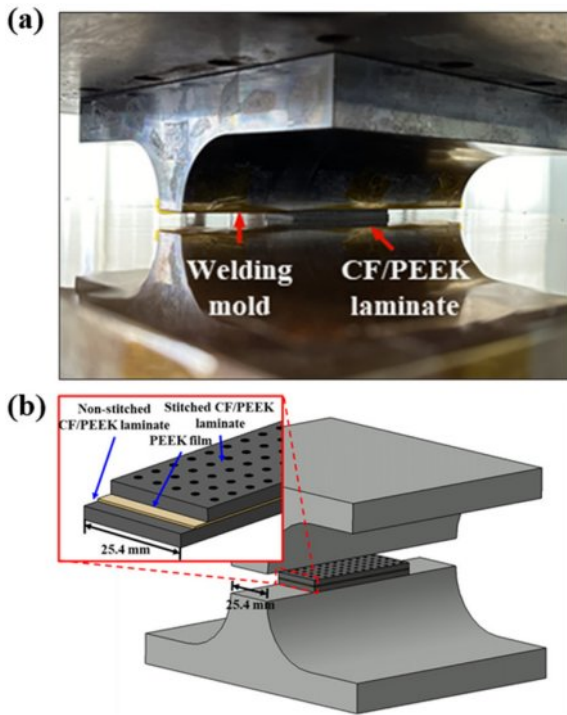 (a)
Welding
mold
CF/PEEK
laminate
(b)
Non-stitched
CF/PEEK laminate
Stitched CF/PEEK
laminate
PEEK film
25.4 mm
25.4 mm